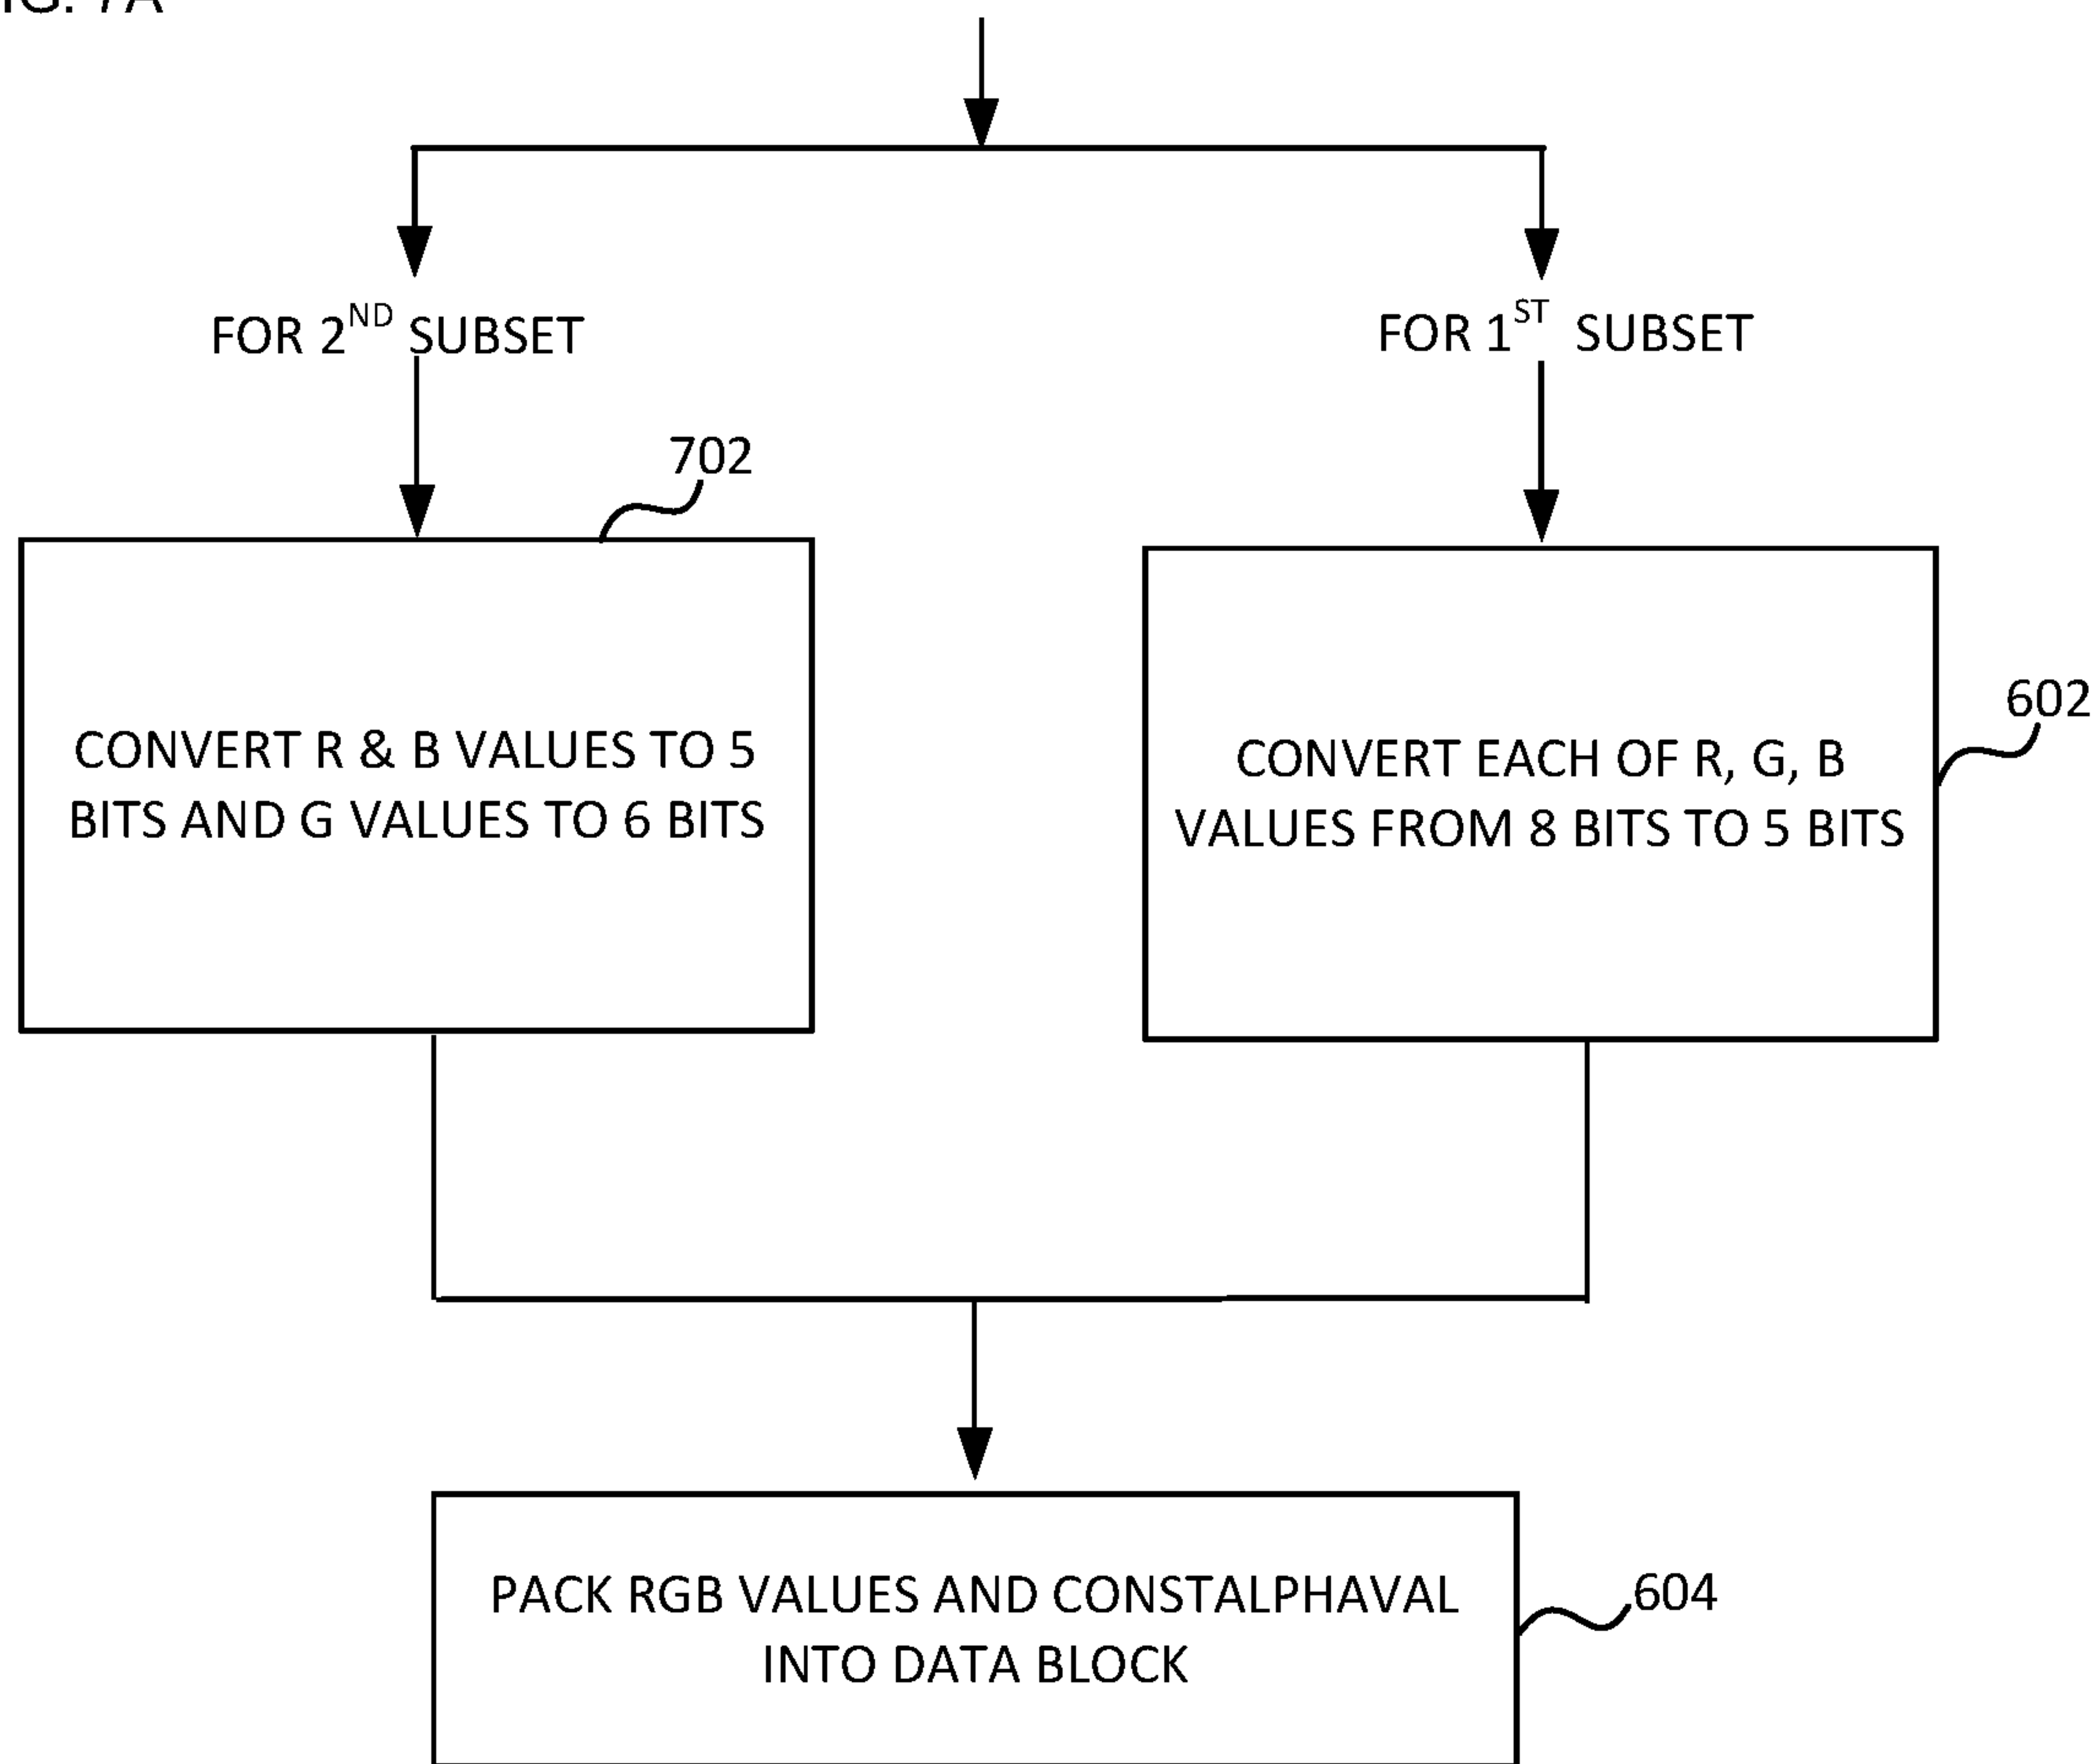 FOR 2ND SUBSET
FOR 1ST SUBSET
702
CONVERT R & B VALUES TO 5
BITS AND G VALUES TO 6 BITS
602
CONVERT EACH OF R, G, B
VALUES FROM 8 BITS TO 5 BITS
PACK RGB VALUES AND CONSTALPHAVAL
INTO DATA BLOCK
604